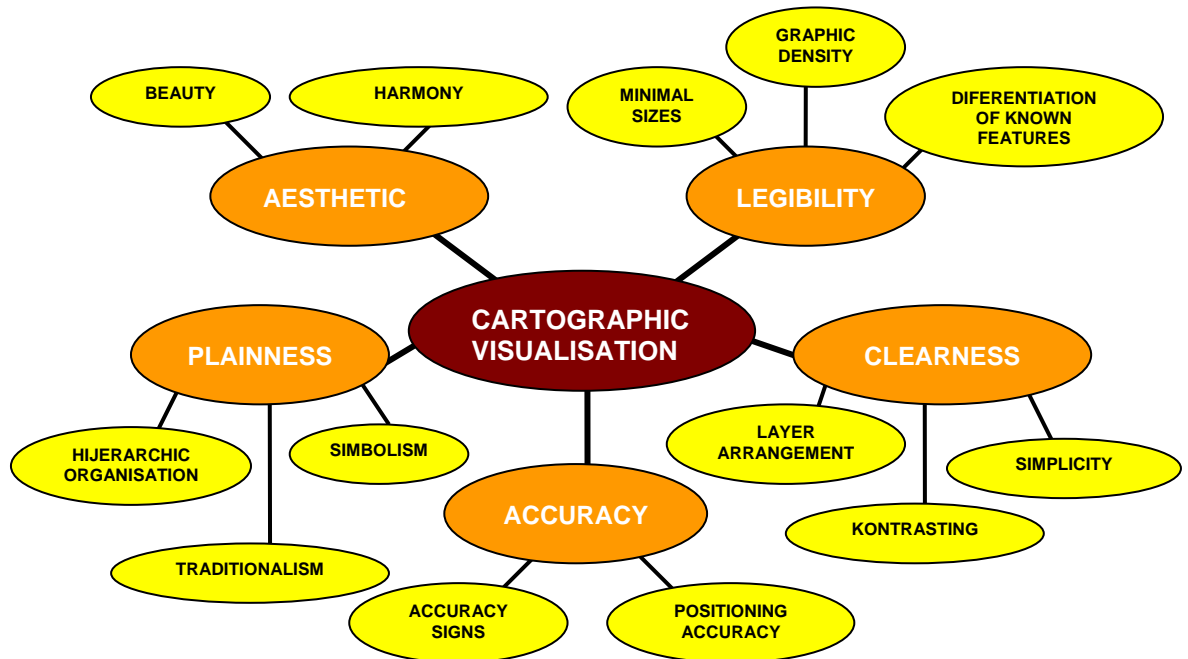 GRAPHIC
DENSITY
BEAUTY
HARMONY
MINIMAL
SIZES
DIFERENTIATION
OF KNOWN
FEATURES
AESTHETIC
LEGIBILITY
CARTOGRAPHIC
VISUALISATION
PLAINNESS
CLEARNESS
HIJERARCHIC
ORGANISATION
SIMBOLISM
LAYER
ARRANGEMENT
SIMPLICITY
ACCURACY
KONTRASTING
TRADITIONALISM
ACCURACY
SIGNS
POSITIONING
ACCURACY